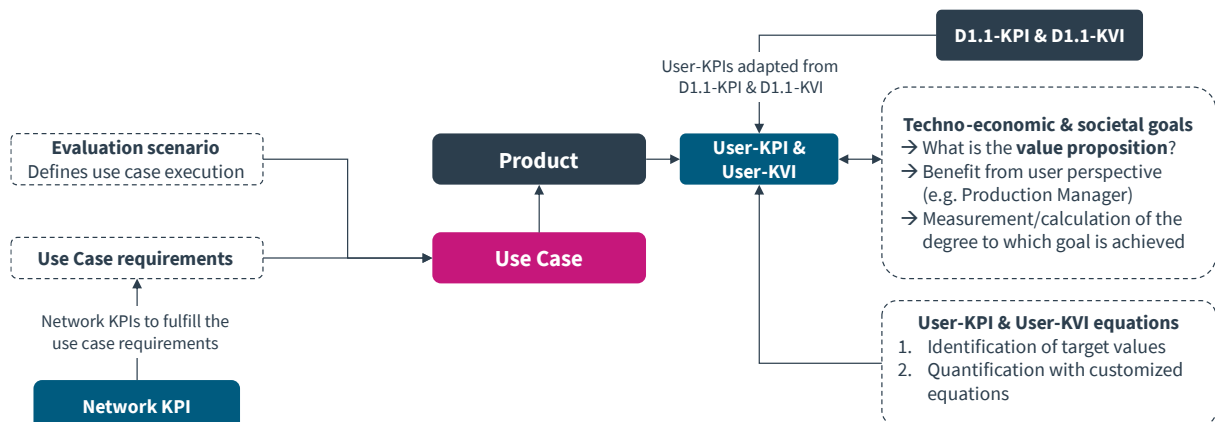 D1.1-KPI & D1.1-KVI
User-KPIs adapted from
D1.1-KPI & D1.1-KVI
Evaluation scenario
Defines use case execution
Product
User-KPI &
User-KVI
Techno-economic & societal goals
→ What is the value proposition?
→ Benefit from user perspective
(e.g. Production Manager)
→ Measurement/calculation of the
degree to which goal is achieved
Use Case requirements
Use Case
Network KPIs to fulfill the
use case requirements
Network KPI
User-KPI & User-KVI equations
1. Identification of target values
2. Quantification with customized
equations